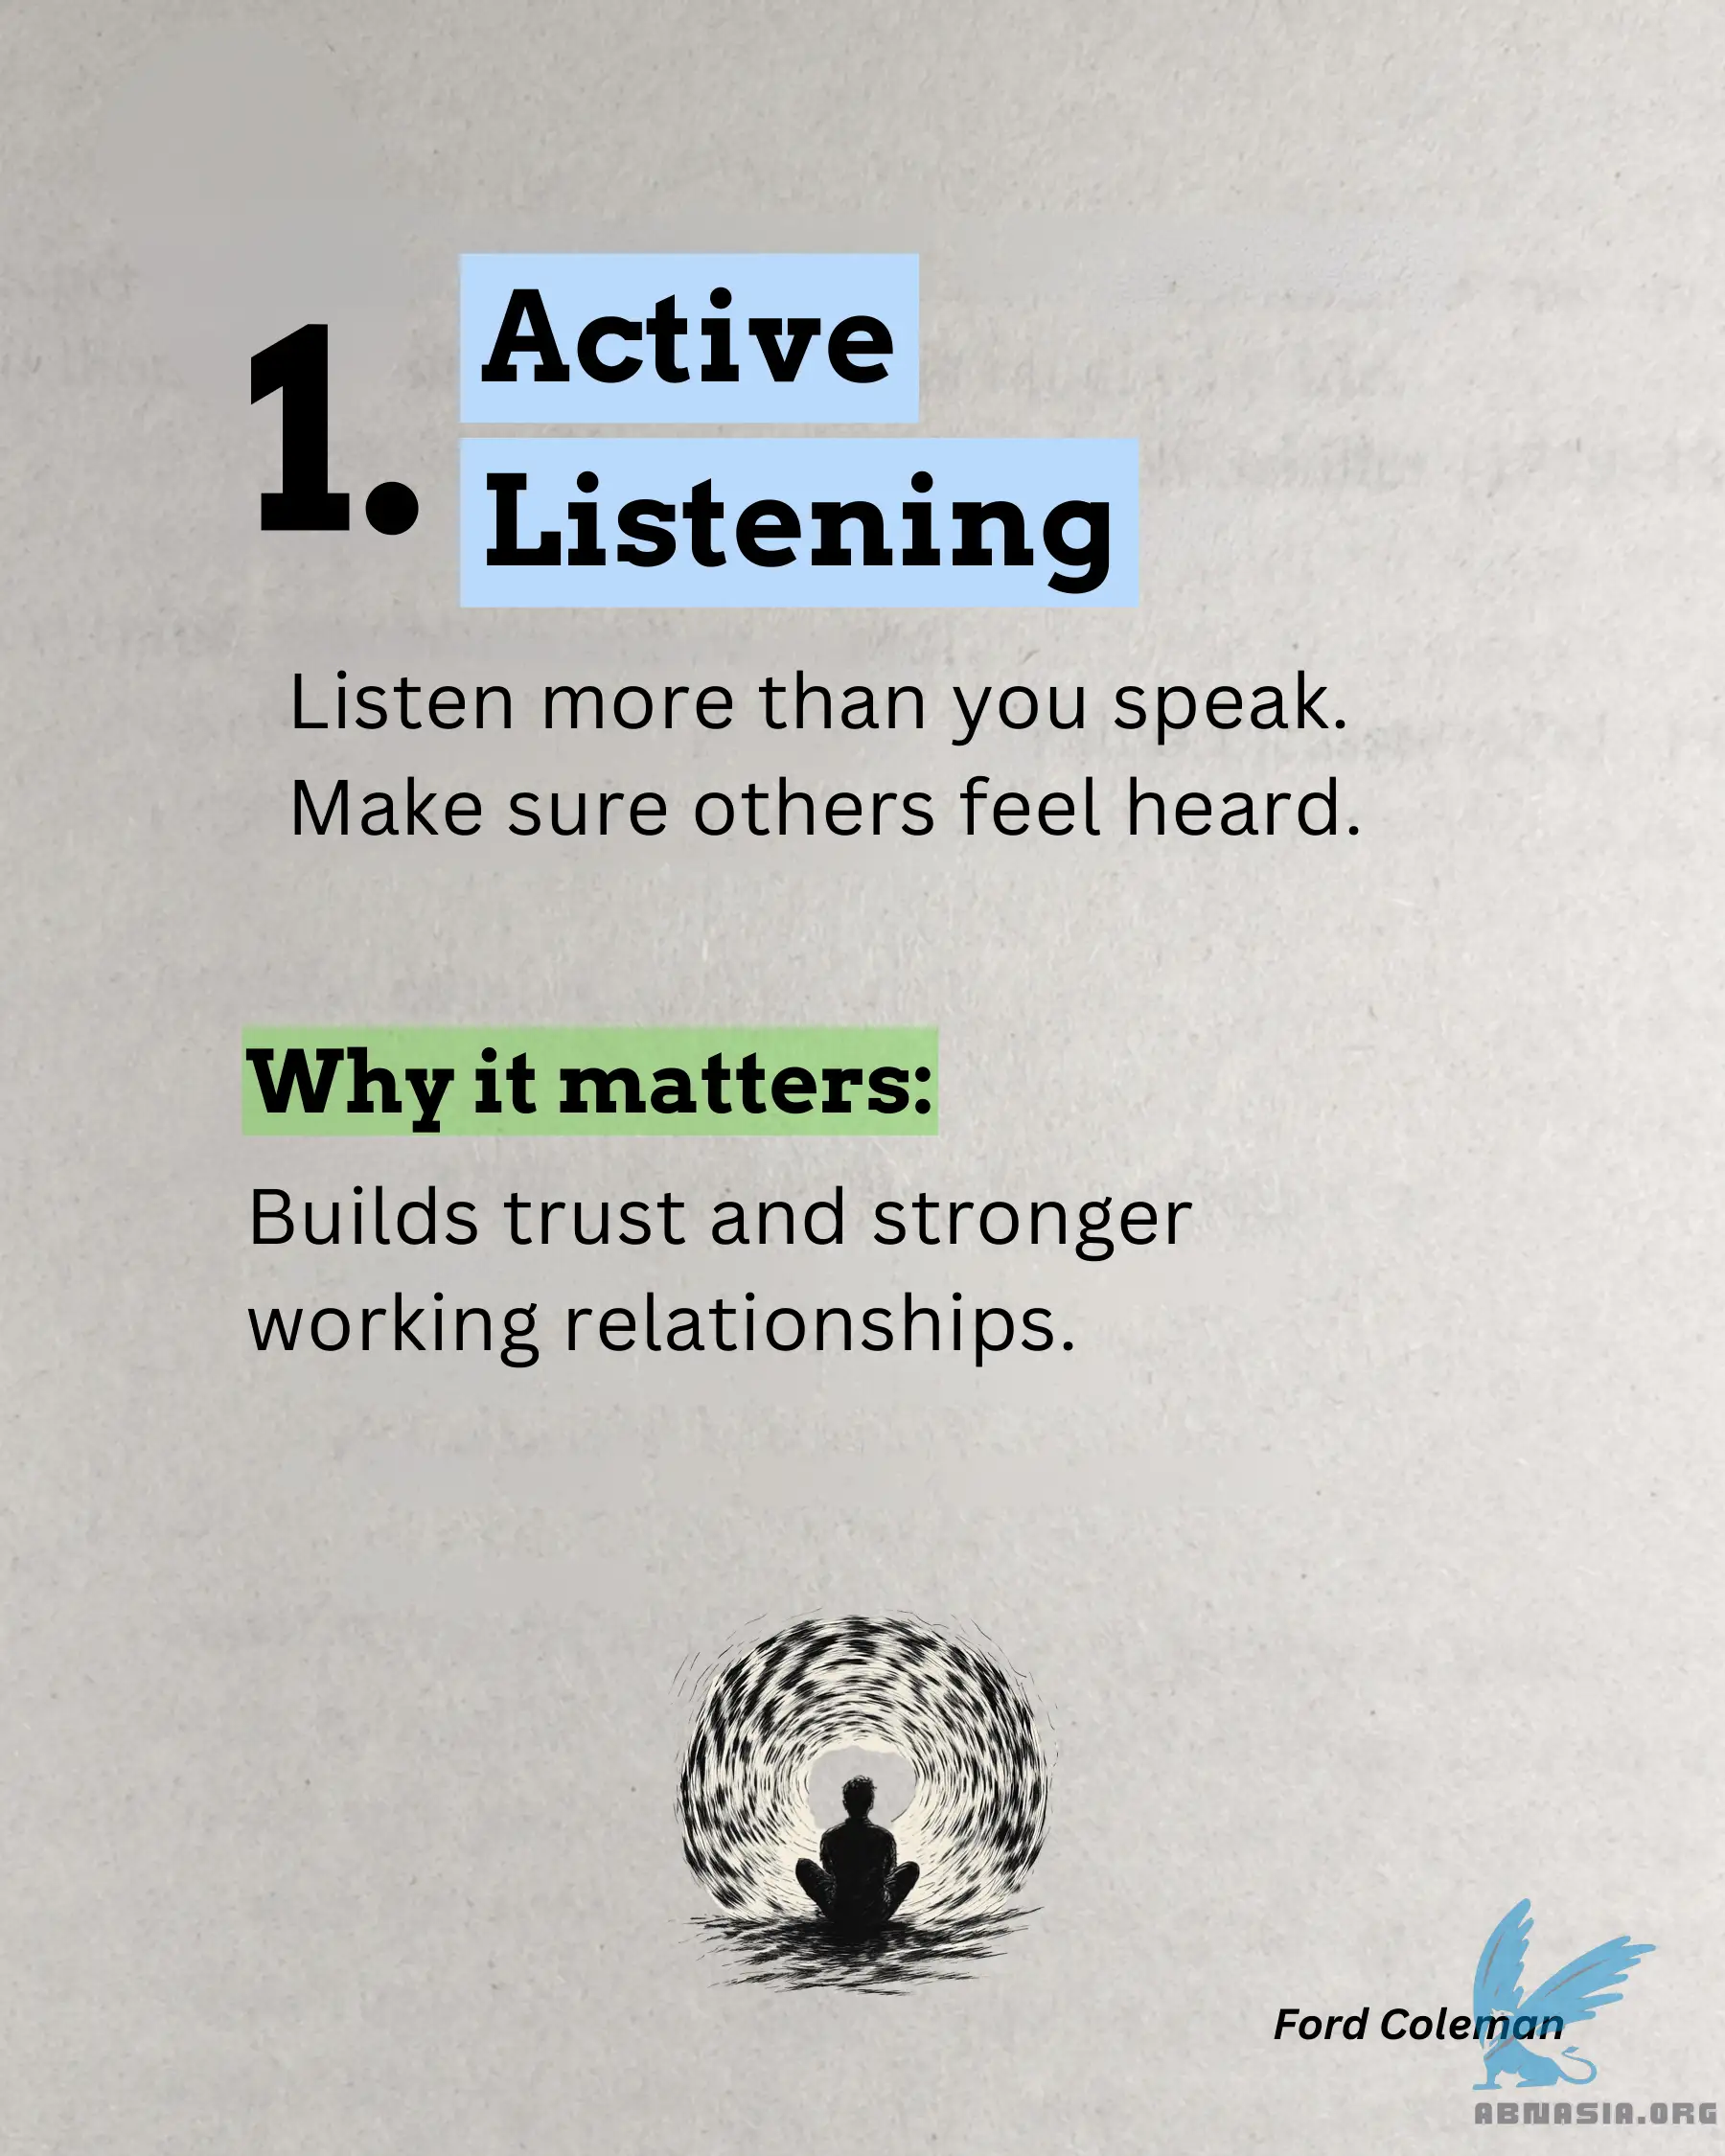 1. Active
Listening
Listen more than you speak.
Make sure others feel heard.
Why it matters:
Builds trust and stronger
working relationships.
Ford Coleman
ABNASIA.ORG